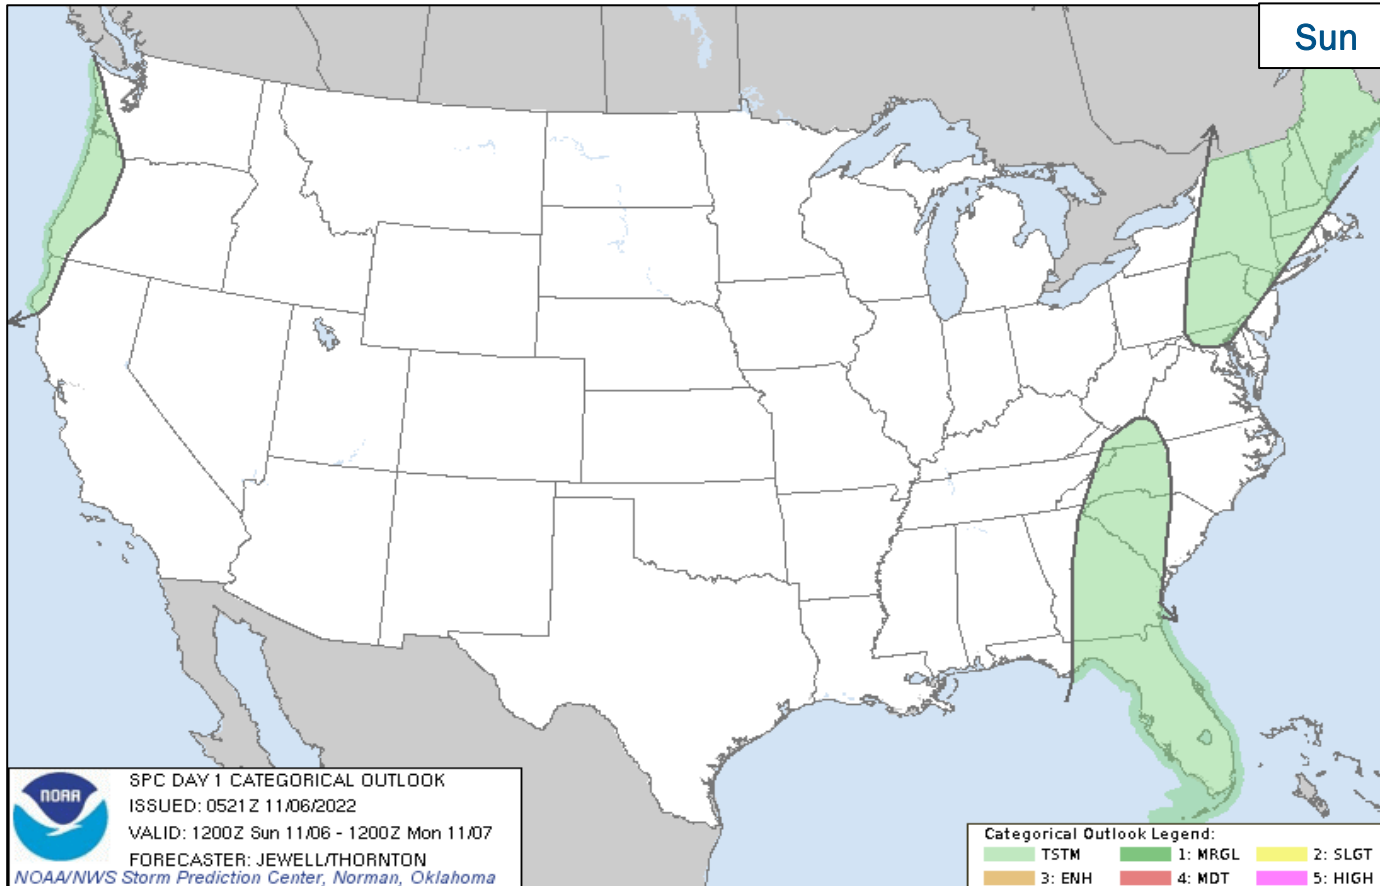 Sun
NOAA
SPC DAY 1 CATEGORICAL OUTLOOK
ISSUED: 0521Z 11/06/2022
VALID: 1200Z Sun 11/06 - 1200Z Mon 11/07
FORECASTER: JEWELL/THORNTON
NOAA/NWS Storm Prediction Center, Norman, Oklahoma
Categorical Outlook Legend:
TSTM 1: MRGL 2: SLGT
3: ENH 4: MDT 5: HIGH